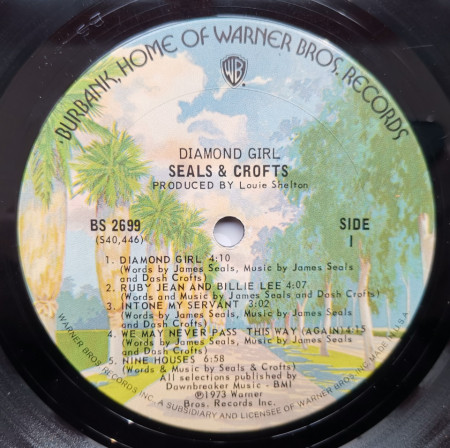 BURBANK, HOME OF WARNER BROS. RECORDS
WB
DIAMOND GIRL
SEALS & CROFTS
PRODUCED BY Louie Shelton
BS 2699
(S40,446)
SIDE
1
1. DIAMOND GIRL 4:10
(Words by James Seals, Music by James Seals
and Dash Crofts)
2. RUBY JEAN AND BILLIE LEE 4:07
(Words by James Seals, Music by James Seals and Dash Crofts)
3. INTONE MY SERVANT 3:02
(Words by James Seals, Music by James Seals
and Dash Crofts)
4. WE MAY NEVER PASS THIS WAY (AGAIN) 4:15
(Words by James Seals, Music by James Seals
and Dash Crofts)
5. NINE HOUSES 6:58
(Words & Music by Seals & Crofts)
All selections published by
Dawnbreaker Music - BMI
Ⓟ©1973 Warner
Bros. Records Inc.
WARNER BROS. RECORDS INC., A SUBSIDIARY AND LICENSEE OF WARNER BROS. INC. MADE IN U.S.A.